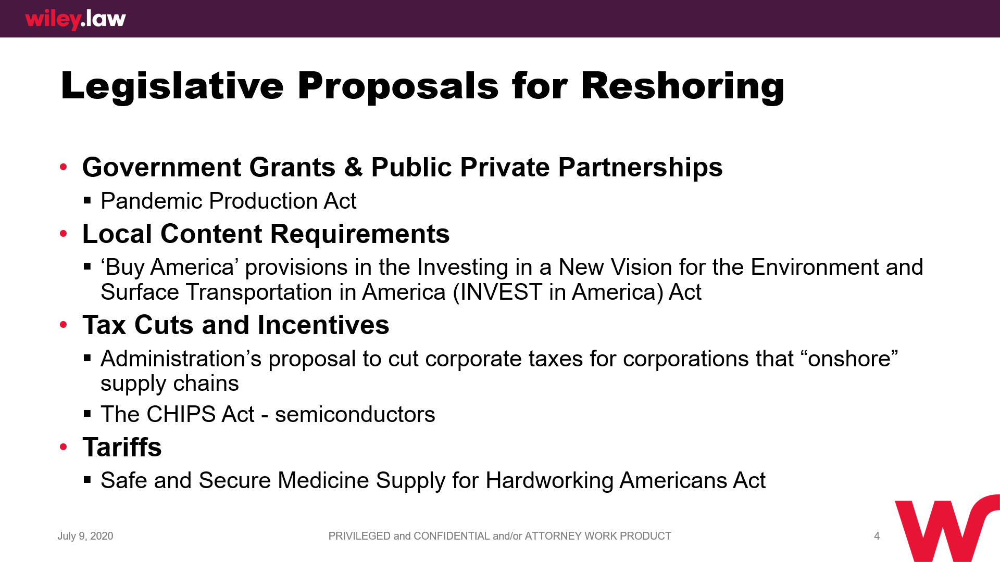 wiley.law
Legislative Proposals for Reshoring
• Government Grants & Public Private Partnerships
▪ Pandemic Production Act
• Local Content Requirements
▪ ‘Buy America’ provisions in the Investing in a New Vision for the Environment and
Surface Transportation in America (INVEST in America) Act
• Tax Cuts and Incentives
▪ Administration’s proposal to cut corporate taxes for corporations that “onshore”
supply chains
▪ The CHIPS Act - semiconductors
• Tariffs
▪ Safe and Secure Medicine Supply for Hardworking Americans Act
July 9, 2020
PRIVILEGED and CONFIDENTIAL and/or ATTORNEY WORK PRODUCT
4
w